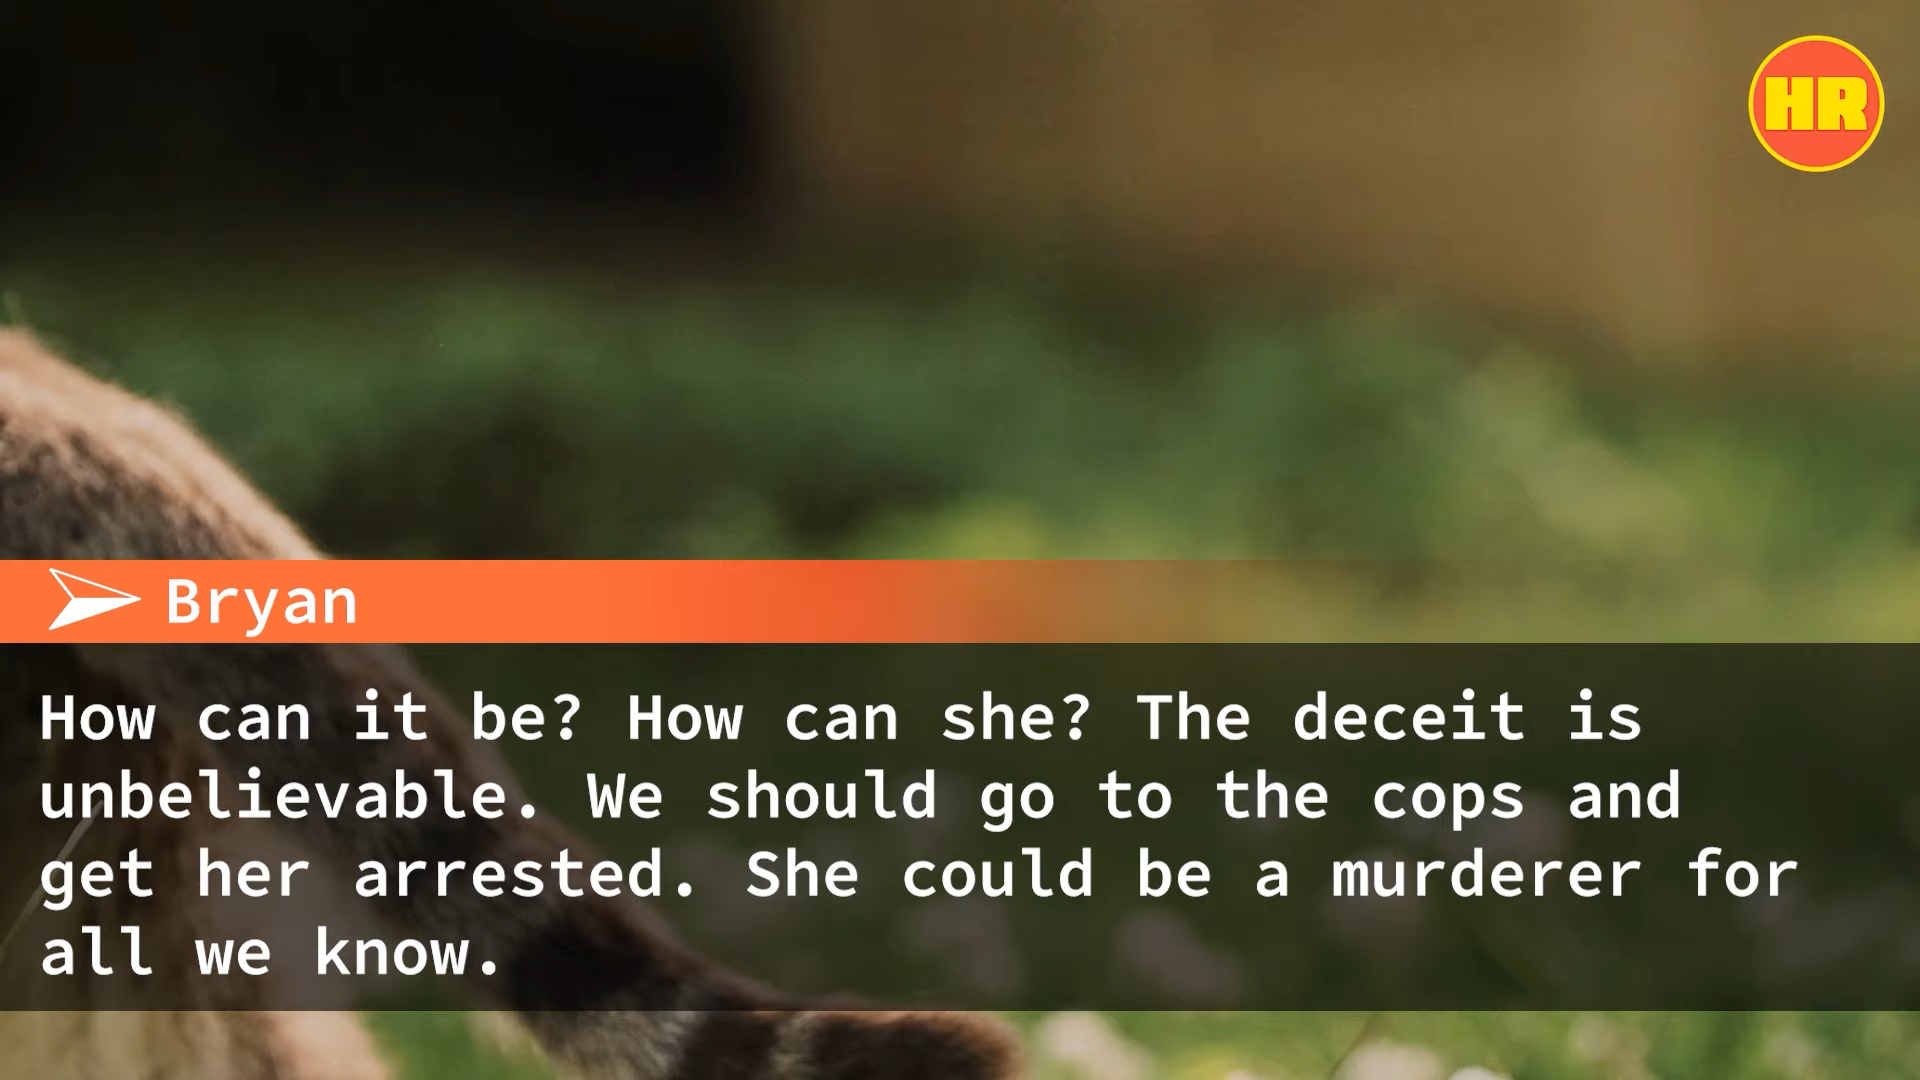 HR
Bryan
How can it be? How can she? The deceit is
unbelievable. We should go to the cops and
get her arrested. She could be a murderer for
all we know.